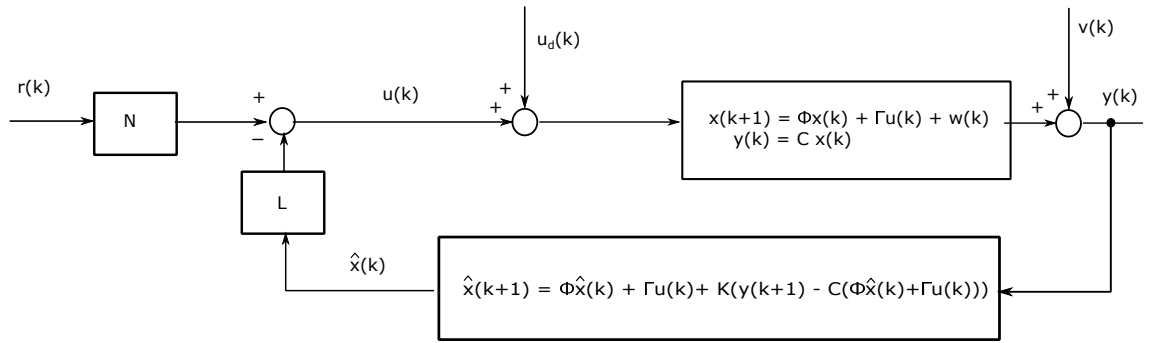 u_d(k)
v(k)
r(k)
u(k)
y(k)
+
+
+
+
+
N
−
x(k+1) = Φx(k) + Γu(k) + w(k)
y(k) = C x(k)
L
x̂(k)
x̂(k+1) = Φx̂(k) + Γu(k)+ K(y(k+1) - C(Φx̂(k)+Γu(k)))